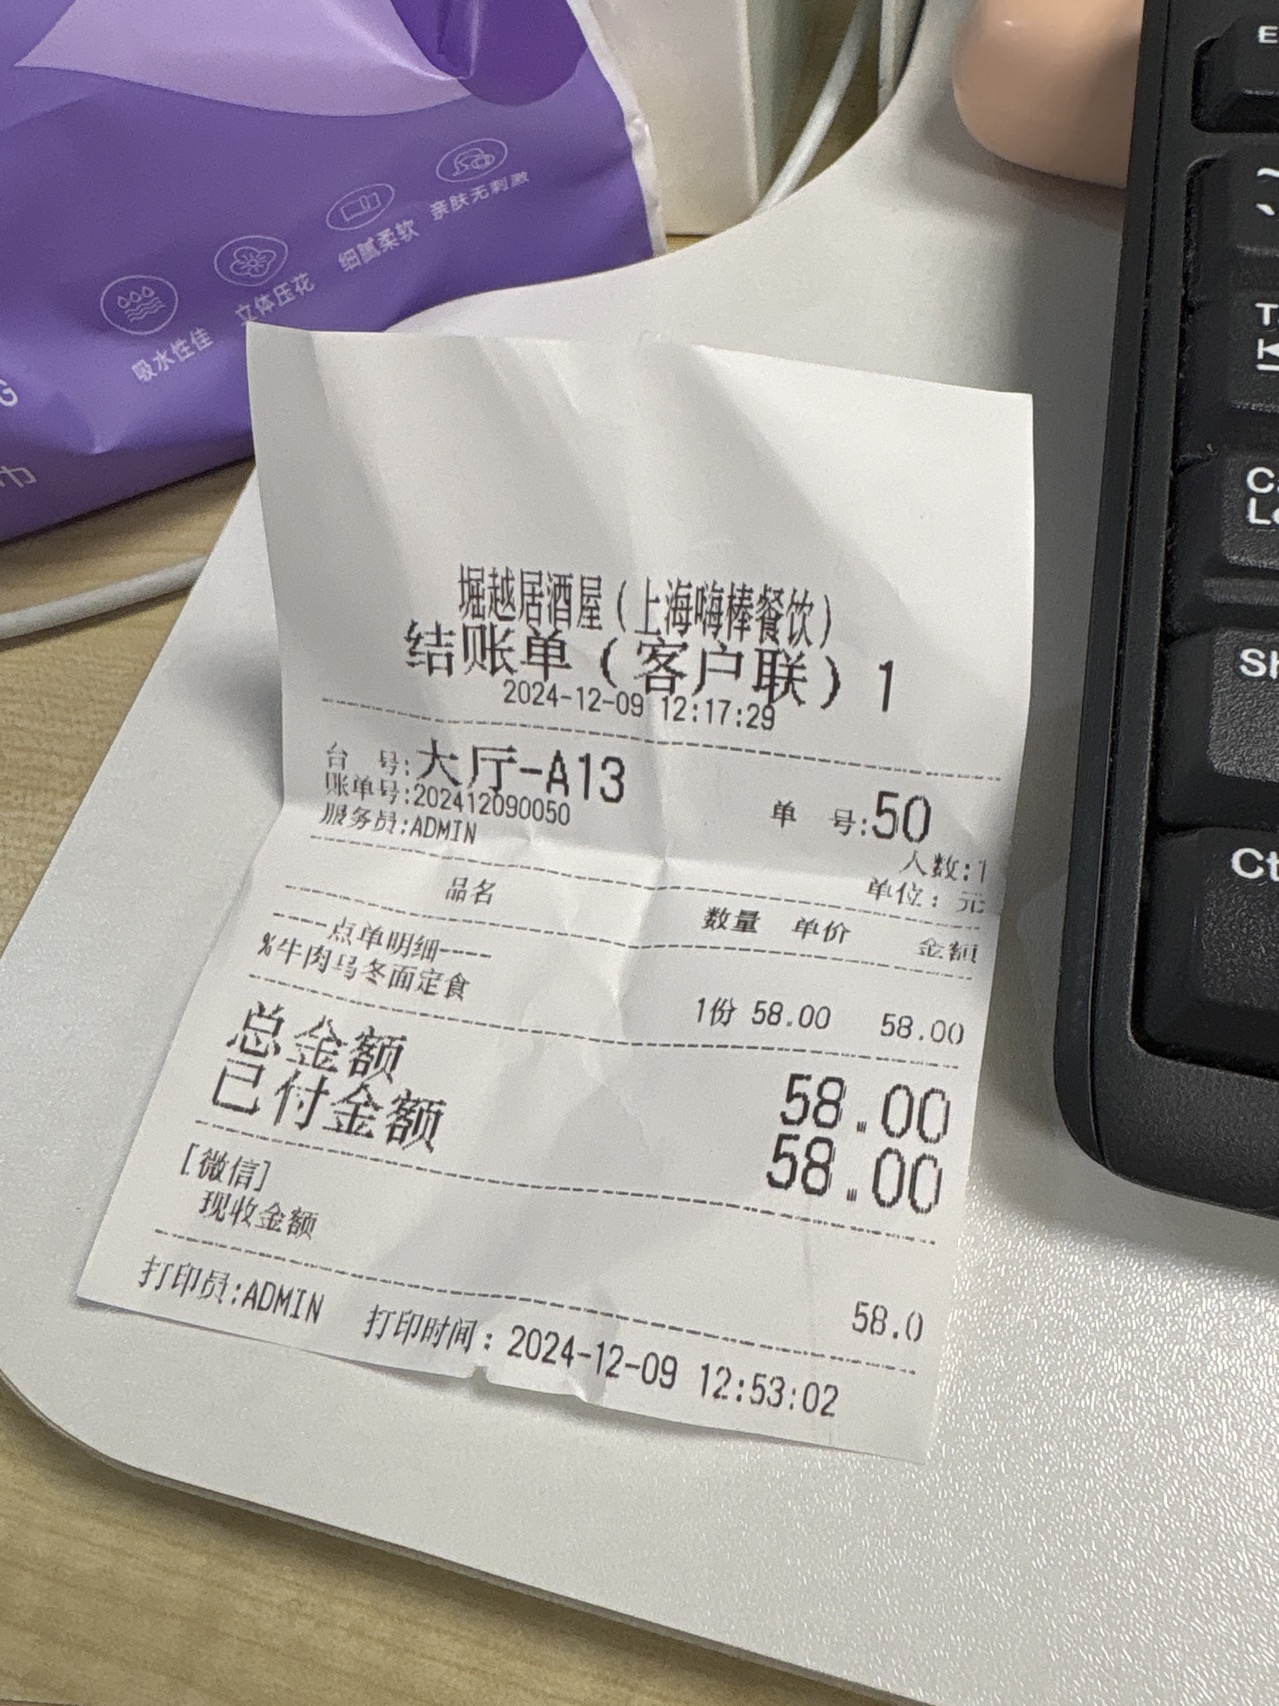 亲肤无刺激
细腻柔软
立体压花
吸水性佳
G
巾
堀越居酒屋(上海嗨棒餐饮)
结账单(客户联)1
2024-12-09 12:17:29
台 号:大厅-A13 单 号:50
账单号:202412090050
服务员:ADMIN 人数:1
单位:元
品名 数量 单价 金额
----点单明细----
%牛肉乌冬面定食
1份 58.00 58.00
总金额 58.00
已付金额 58.00
[微信]
现收金额 58.0
打印员:ADMIN 打印时间:2024-12-09 12:53:02
E
~
T
Ca
Lo
Sh
Ct